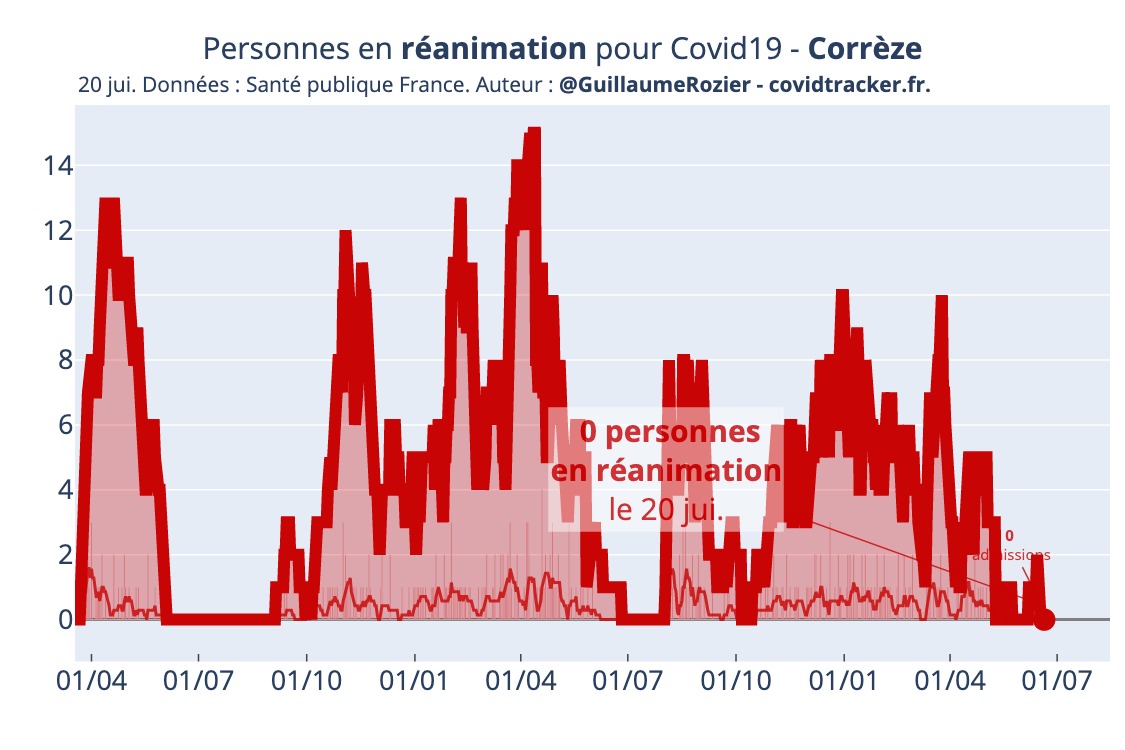 Personnes en réanimation pour Covid19 - Corrèze
20 jui. Données : Santé publique France. Auteur : @GuillaumeRozier - covidtracker.fr.
14
12
10
8
6
4
2
0
0 personnes
en réanimation
le 20 jui.
0
admissions
01/04 01/07 01/10 01/01 01/04 01/07 01/10 01/01 01/04 01/07